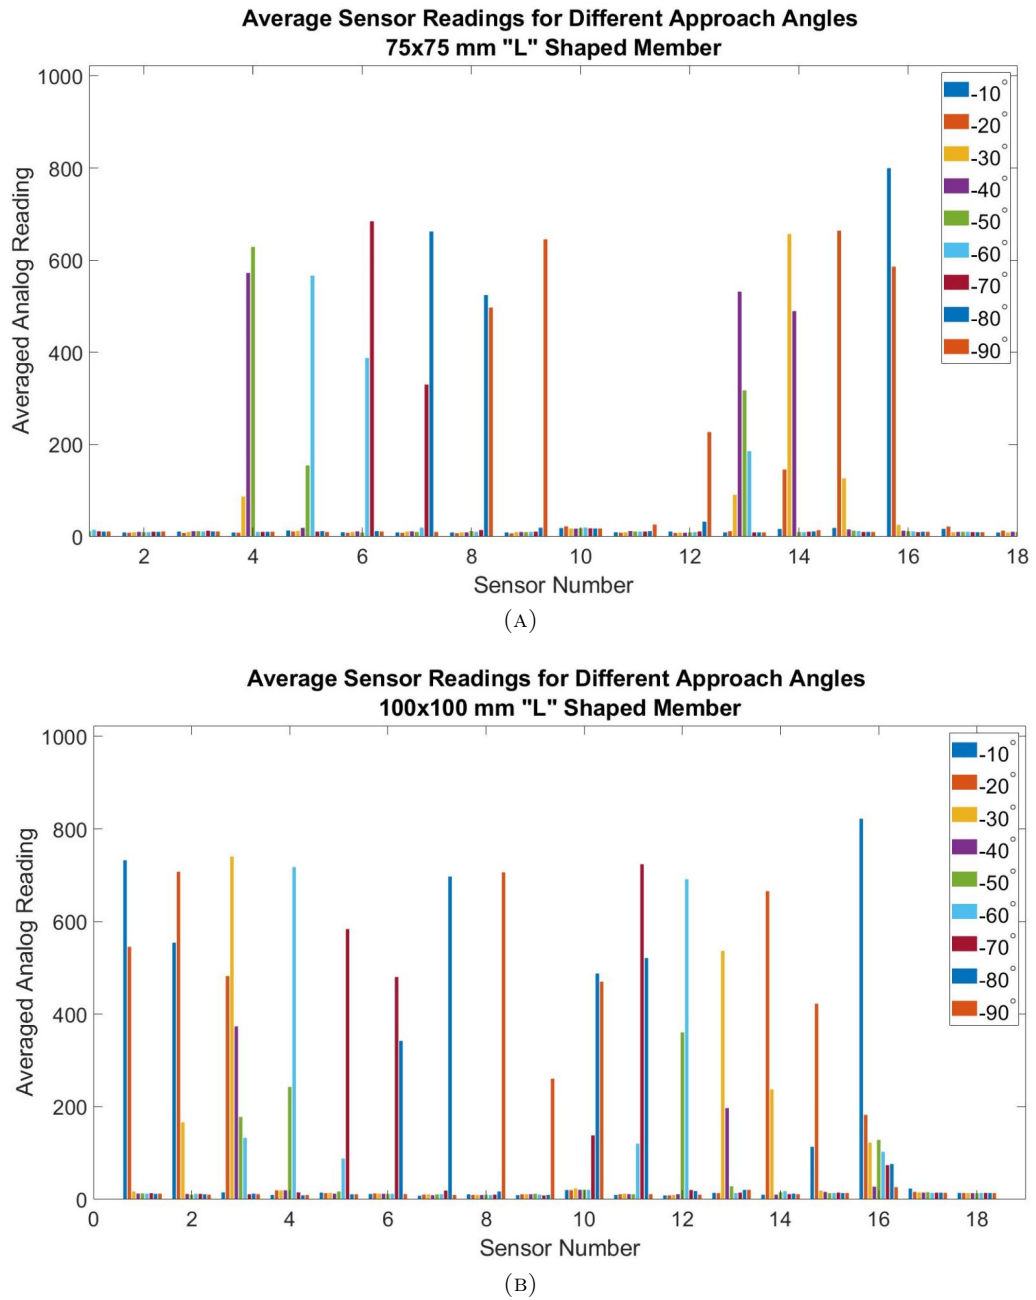 Average Sensor Readings for Different Approach Angles
75x75 mm "L" Shaped Member
1000
800
600
400
200
0
Averaged Analog Reading
2 4 6 8 10 12 14 16 18
Sensor Number
-10°
-20°
-30°
-40°
-50°
-60°
-70°
-80°
-90°
(A)
Average Sensor Readings for Different Approach Angles
100x100 mm "L" Shaped Member
1000
800
600
400
200
0
Averaged Analog Reading
0 2 4 6 8 10 12 14 16 18
Sensor Number
-10°
-20°
-30°
-40°
-50°
-60°
-70°
-80°
-90°
(B)